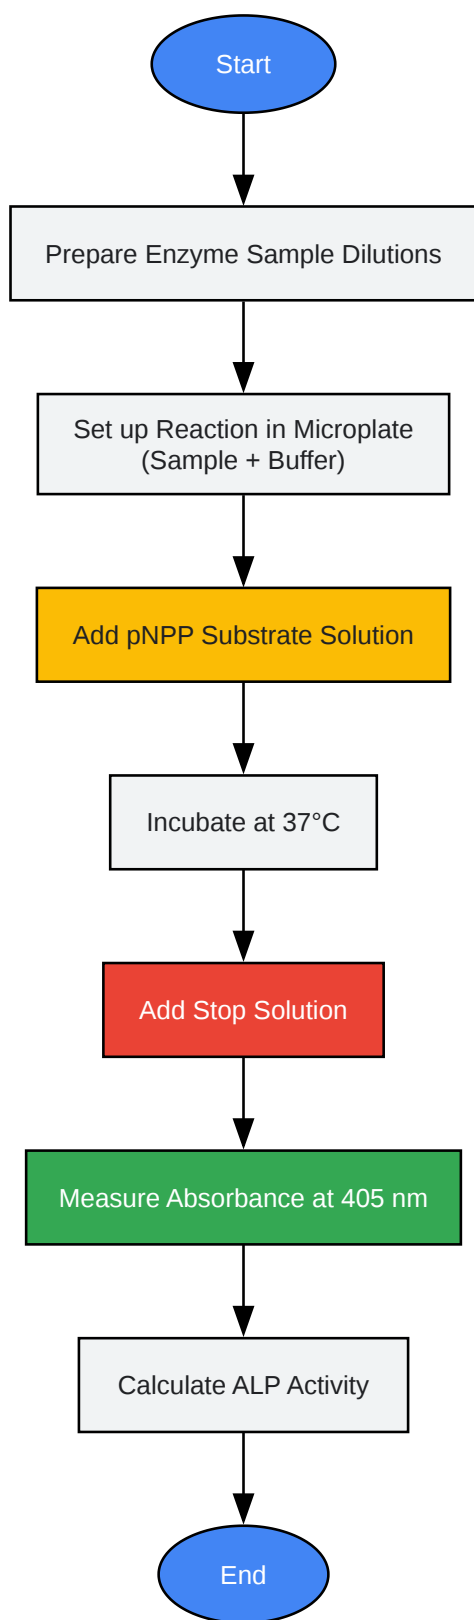 Start
Prepare Enzyme Sample Dilutions
Set up Reaction in Microplate
(Sample + Buffer)
Add pNPP Substrate Solution
Incubate at 37°C
Add Stop Solution
Measure Absorbance at 405 nm
Calculate ALP Activity
End